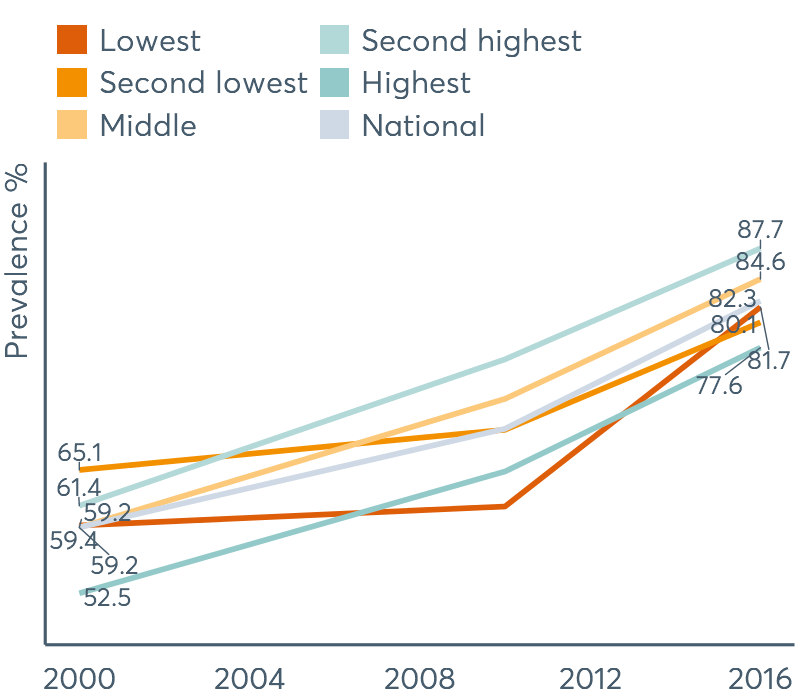 Lowest
Second highest
Second lowest
Highest
Middle
National
Prevalence %
87.7
84.6
82.3
80.1
81.7
77.6
65.1
61.4
59.2
59.4
59.2
52.5
2000
2004
2008
2012
2016